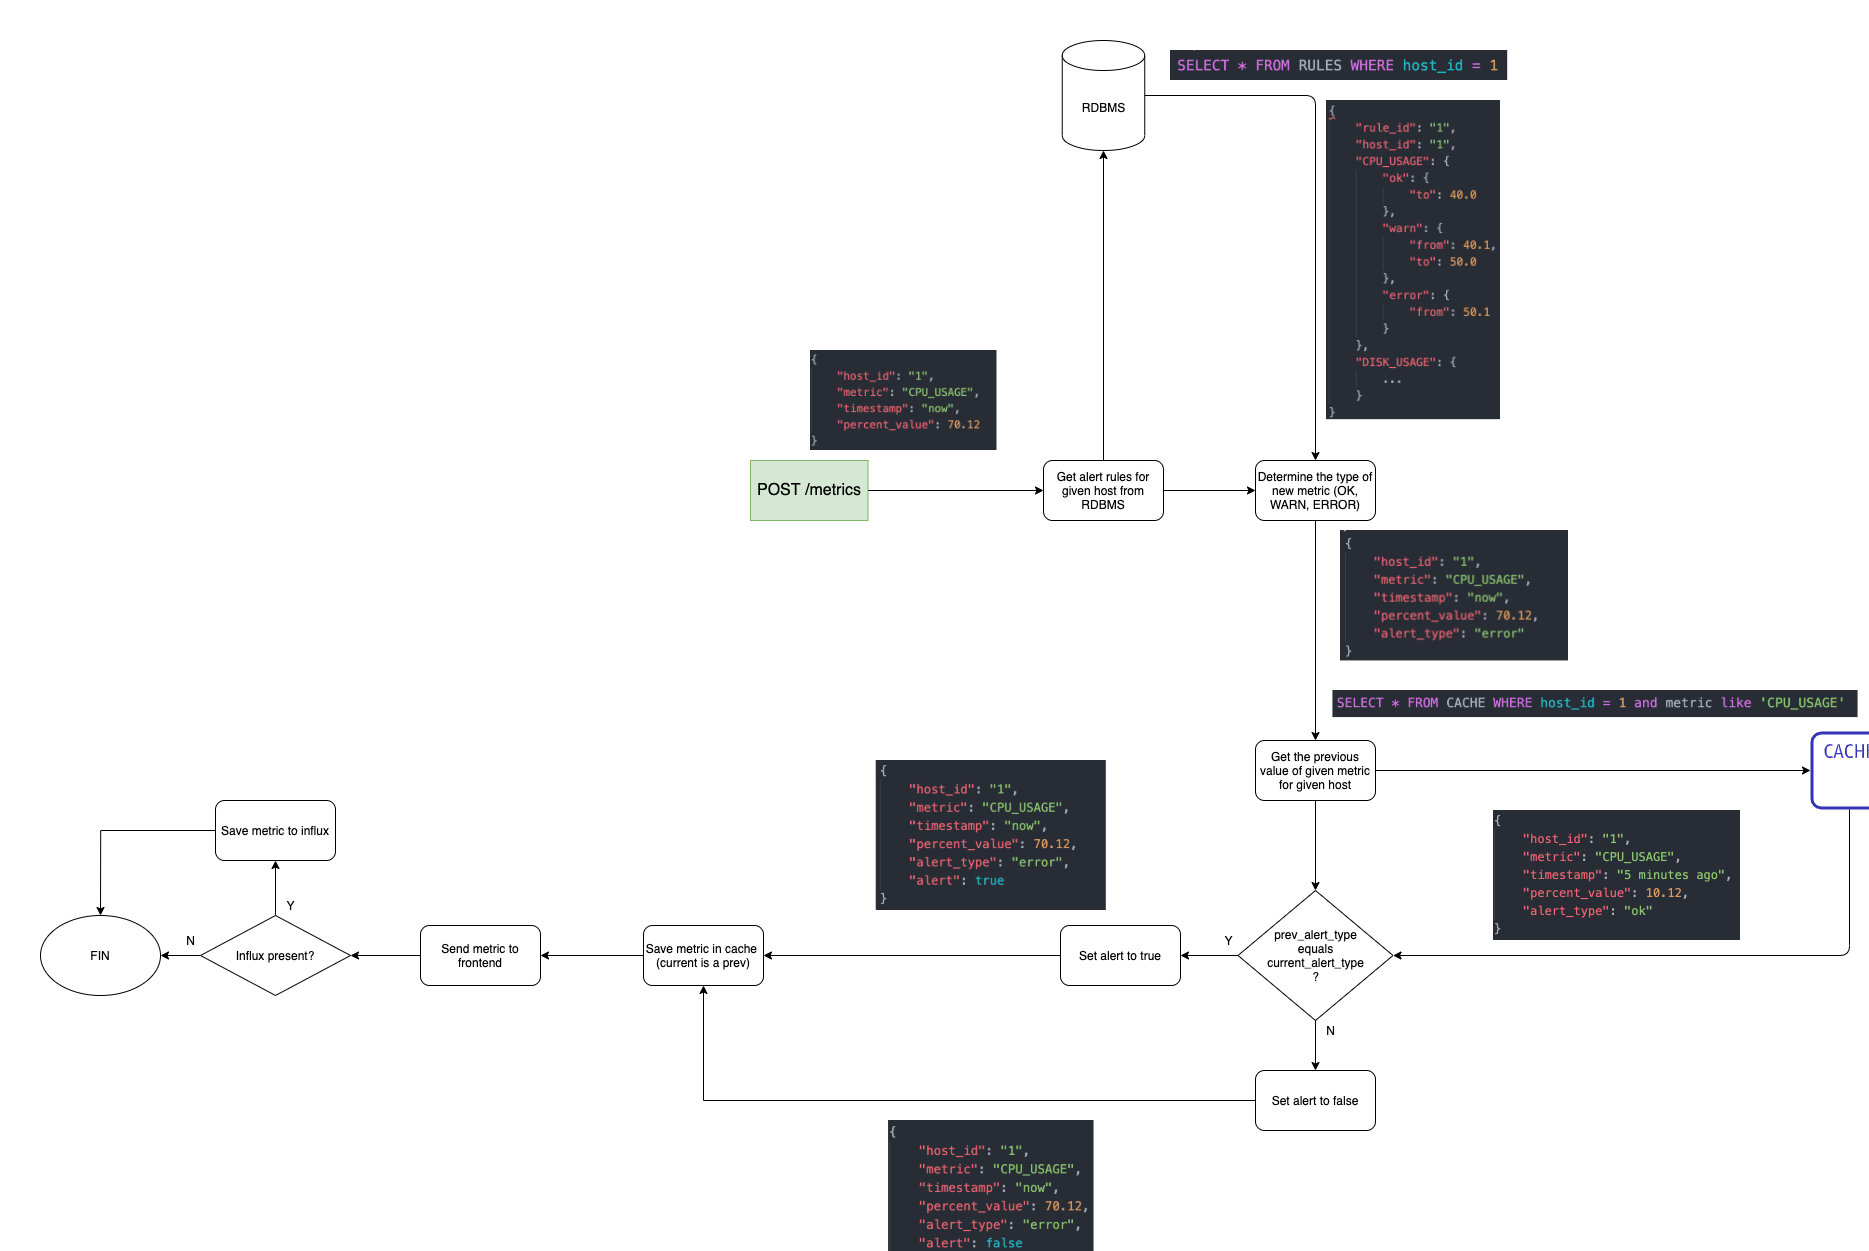 SELECT * FROM RULES WHERE host_id = 1
RDBMS
{
"rule_id": "1",
"host_id": "1",
"CPU_USAGE": {
"ok": {
"to": 40.0
},
"warn": {
"from": 40.1,
"to": 50.0
},
"error": {
"from": 50.1
}
},
"DISK_USAGE": {
...
}
}
{
"host_id": "1",
"metric": "CPU_USAGE",
"timestamp": "now",
"percent_value": 70.12
}
POST /metrics
Get alert rules for
given host from
RDBMS
Determine the type of
new metric (OK,
WARN, ERROR)
{
"host_id": "1",
"metric": "CPU_USAGE",
"timestamp": "now",
"percent_value": 70.12,
"alert_type": "error"
}
SELECT * FROM CACHE WHERE host_id = 1 and metric like 'CPU_USAGE'
Get the previous
value of given metric
for given host
CACHE
{
"host_id": "1",
"metric": "CPU_USAGE",
"timestamp": "5 minutes ago",
"percent_value": 10.12,
"alert_type": "ok"
}
{
"host_id": "1",
"metric": "CPU_USAGE",
"timestamp": "now",
"percent_value": 70.12,
"alert_type": "error",
"alert": true
}
prev_alert_type
equals
current_alert_type
?
Y
Set alert to true
Save metric in cache
(current is a prev)
Send metric to
frontend
Influx present?
Y
Save metric to influx
N
FIN
N
Set alert to false
{
"host_id": "1",
"metric": "CPU_USAGE",
"timestamp": "now",
"percent_value": 70.12,
"alert_type": "error",
"alert": false